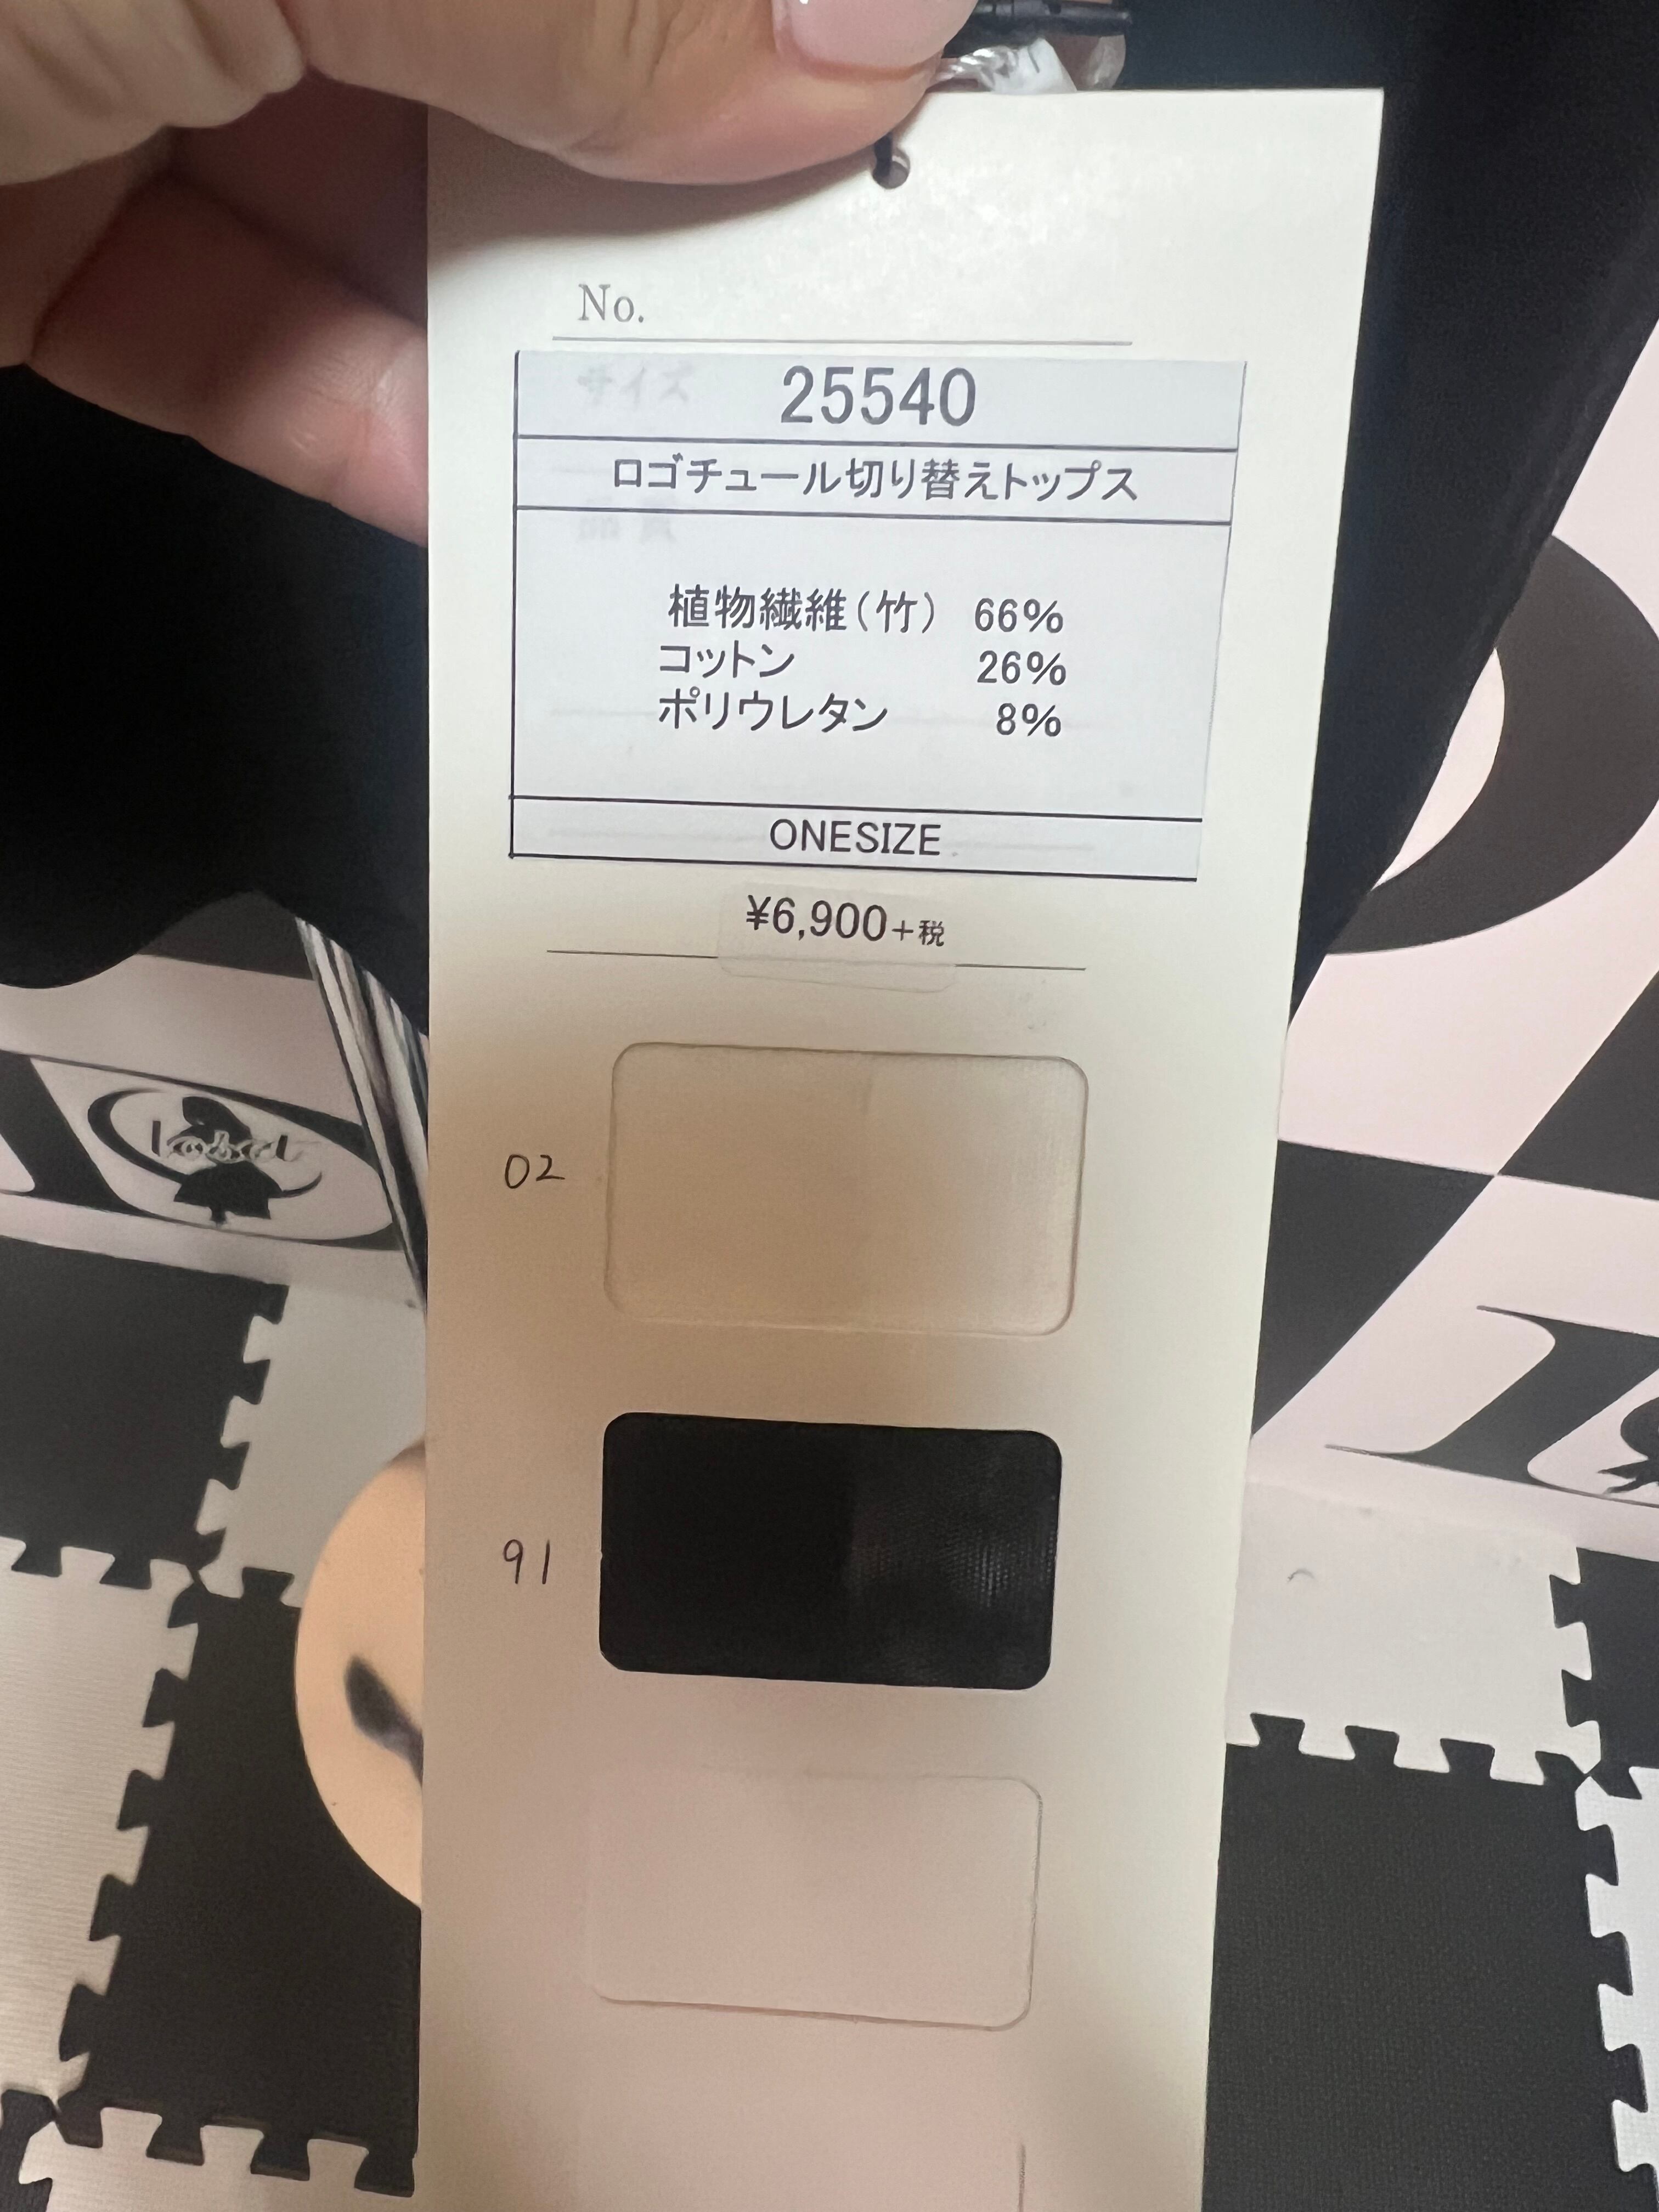 No.
サイズ
25540
ロゴチュール切り替えトップス
品質
植物繊維（竹） 66%
コットン 26%
ポリウレタン 8%
ONESIZE
¥6,900+税
02
91